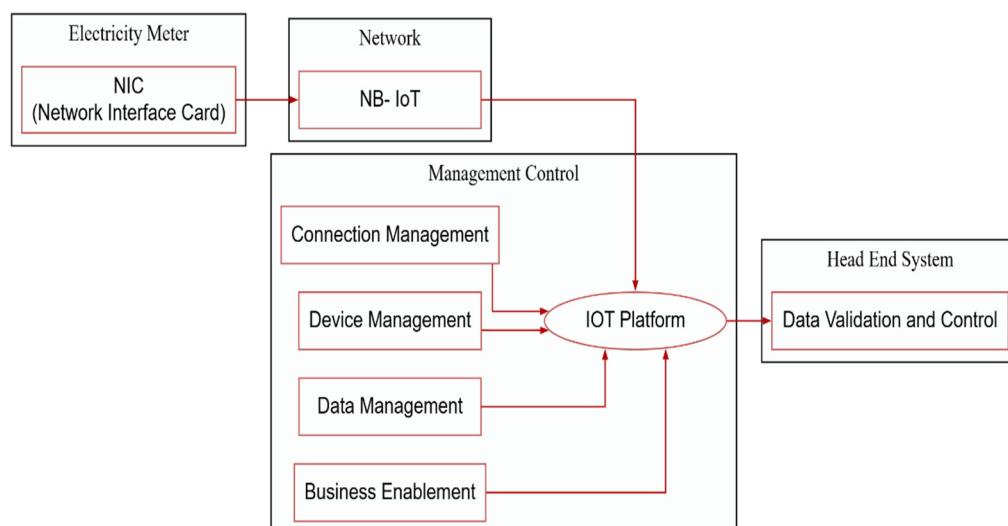 Electricity Meter
NIC
(Network Interface Card)
Network
NB- IoT
Management Control
Connection Management
Device Management
IOT Platform
Data Management
Business Enablement
Head End System
Data Validation and Control